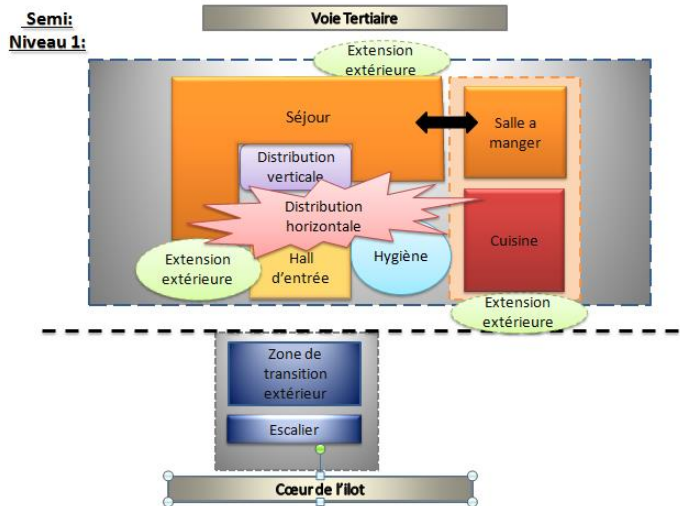 Semi:
Niveau 1:
Voie Tertiaire
Extension
extérieure
Séjour
Salle a
manger
Distribution
verticale
Distribution
horizontale
Cuisine
Extension
extérieure
Hall
d'entrée
Hygiène
Extension
extérieure
Zone de
transition
extérieur
Escalier
Cœur de l'ilot